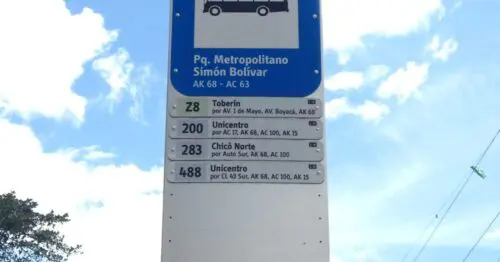 Pq. Metropolitano
Simón Bolívar
AK 68 - AC 63
Z8 Toberín
por AV. 1 de Mayo, AV. Boyacá, AK 68
200 Unicentro
por AC 17, AK 68, AC 100, AK 15
283 Chicó Norte
por Auto Sur, AK 68, AC 100
488 Unicentro
por CL 42 Sur, AK 68, AC 100, AK 15